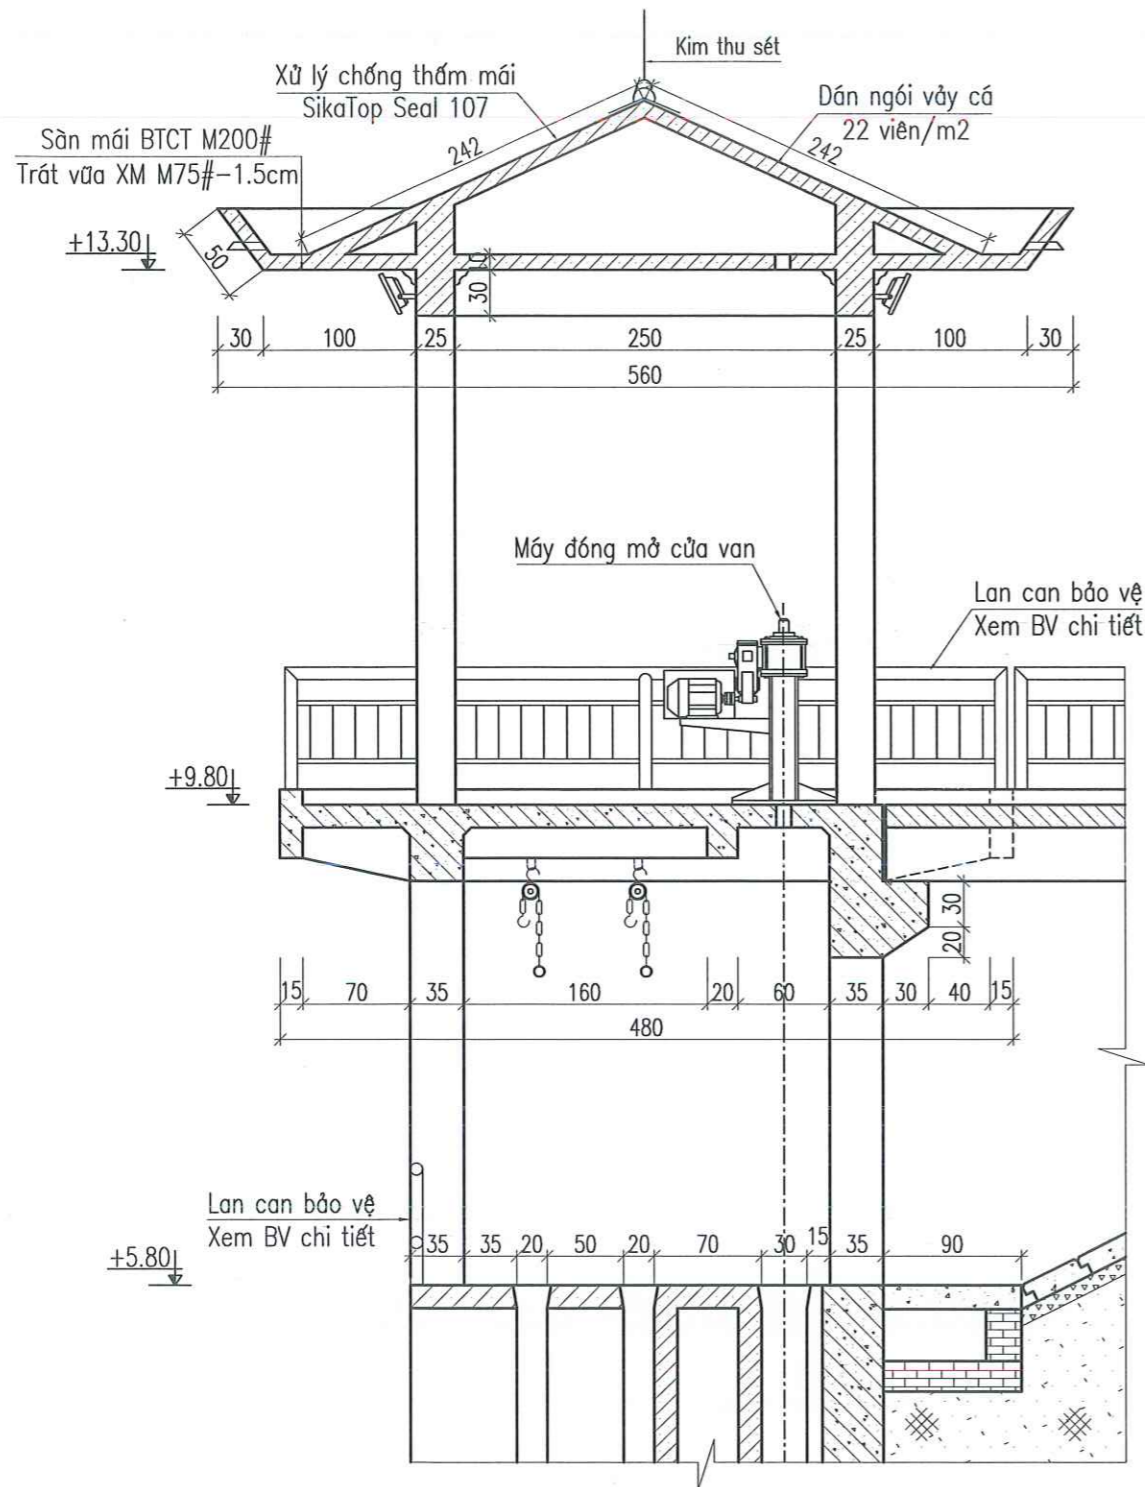 Kim thu sét
Xử lý chống thấm mái
SikaTop Seal 107
Dán ngói vảy cá
22 viên/m2
Sàn mái BTCT M200#
Trát vữa XM M75#-1.5cm
242
242
+13.30
50
10
30
30 100 25 250 25 100 30
560
Máy đóng mở cửa van
Lan can bảo vệ
Xem BV chi tiết
+9.80
30
20
15 70 35 160 20 60 35 30 40 15
480
Lan can bảo vệ
Xem BV chi tiết
35 35 20 50 20 70 30 15 35 90
+5.80